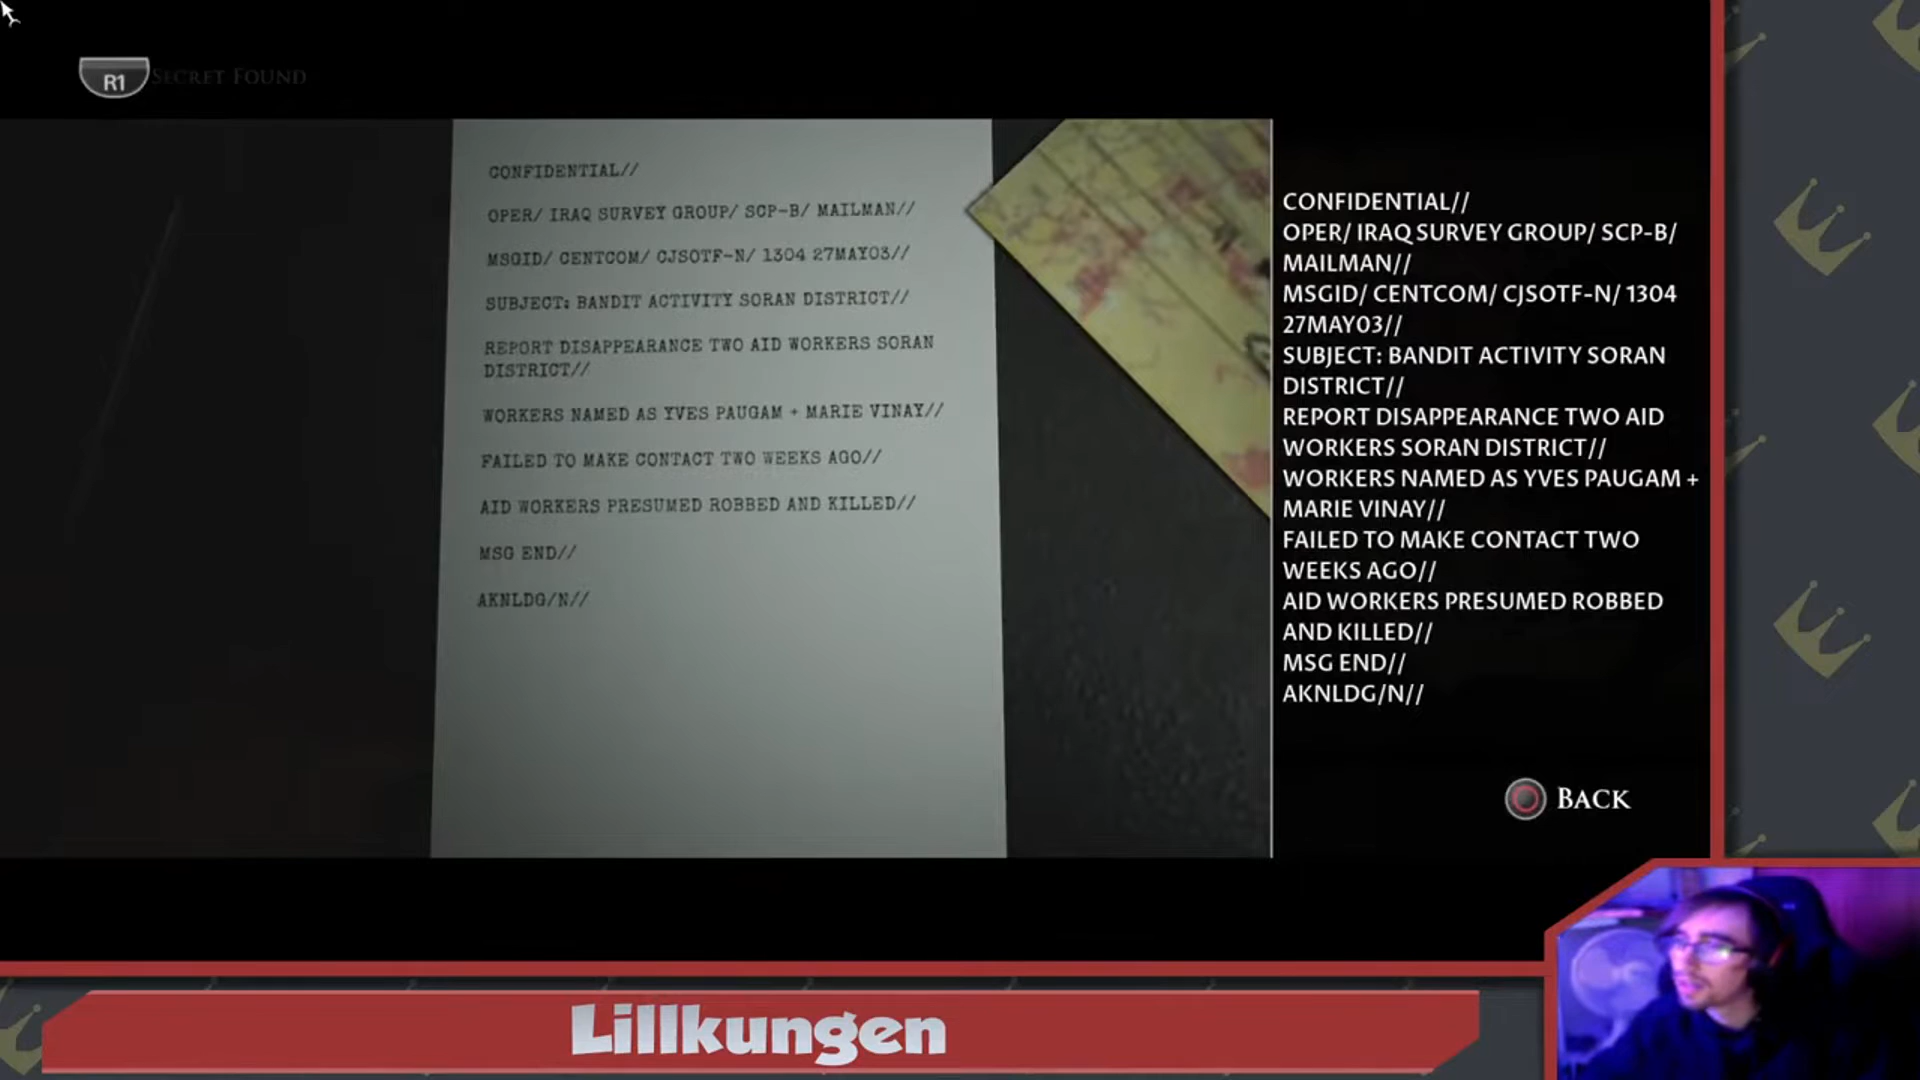 R1 SECRET FOUND
CONFIDENTIAL//
OPER/ IRAQ SURVEY GROUP/ SCP-B/ MAILMAN//
MSGID/ CENTCOM/ CJSOTF-N/ 1304 27MAY03//
SUBJECT: BANDIT ACTIVITY SORAN DISTRICT//
REPORT DISAPPEARANCE TWO AID WORKERS SORAN
DISTRICT//
WORKERS NAMED AS YVES PAUGAM + MARIE VINAY//
FAILED TO MAKE CONTACT TWO WEEKS AGO//
AID WORKERS PRESUMED ROBBED AND KILLED//
MSG END//
AKNLDG/N//
CONFIDENTIAL//
OPER/ IRAQ SURVEY GROUP/ SCP-B/
MAILMAN//
MSGID/ CENTCOM/ CJSOTF-N/ 1304
27MAY03//
SUBJECT: BANDIT ACTIVITY SORAN
DISTRICT//
REPORT DISAPPEARANCE TWO AID
WORKERS SORAN DISTRICT//
WORKERS NAMED AS YVES PAUGAM +
MARIE VINAY//
FAILED TO MAKE CONTACT TWO
WEEKS AGO//
AID WORKERS PRESUMED ROBBED
AND KILLED//
MSG END//
AKNLDG/N//
BACK
Lillkungen